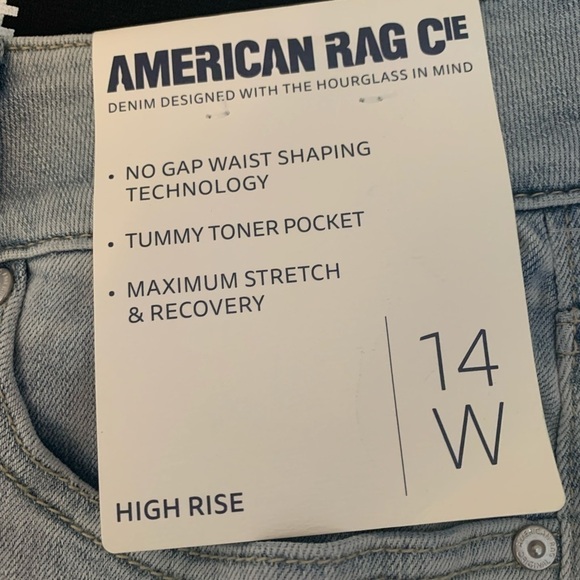 AMERICAN RAG CIE
DENIM DESIGNED WITH THE HOURGLASS IN MIND
• NO GAP WAIST SHAPING
TECHNOLOGY
• TUMMY TONER POCKET
• MAXIMUM STRETCH
& RECOVERY
14
W
HIGH RISE